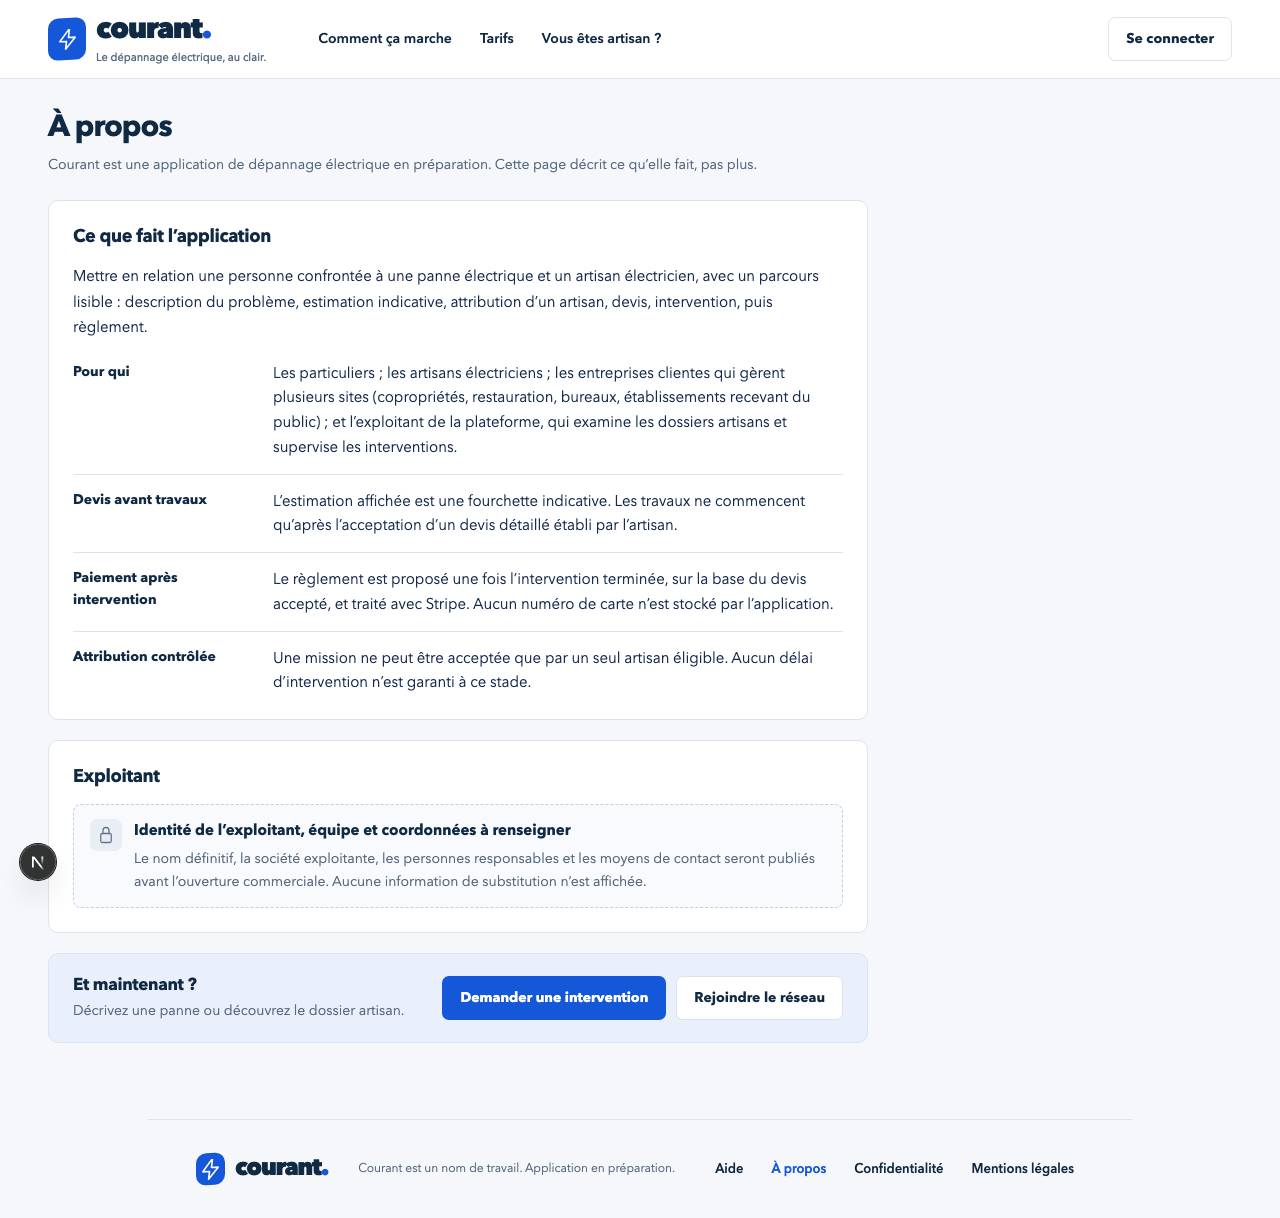 courant.
Le dépannage électrique, au clair.
Comment ça marche
Tarifs
Vous êtes artisan ?
Se connecter
À propos
Courant est une application de dépannage électrique en préparation. Cette page décrit ce qu’elle fait, pas plus.
Ce que fait l’application
Mettre en relation une personne confrontée à une panne électrique et un artisan électricien, avec un parcours
lisible : description du problème, estimation indicative, attribution d’un artisan, devis, intervention, puis
règlement.
Pour qui
Les particuliers ; les artisans électriciens ; les entreprises clientes qui gèrent
plusieurs sites (copropriétés, restauration, bureaux, établissements recevant du
public) ; et l’exploitant de la plateforme, qui examine les dossiers artisans et
supervise les interventions.
Devis avant travaux
L’estimation affichée est une fourchette indicative. Les travaux ne commencent
qu’après l’acceptation d’un devis détaillé établi par l’artisan.
Paiement après
intervention
Le règlement est proposé une fois l’intervention terminée, sur la base du devis
accepté, et traité avec Stripe. Aucun numéro de carte n’est stocké par l’application.
Attribution contrôlée
Une mission ne peut être acceptée que par un seul artisan éligible. Aucun délai
d’intervention n’est garanti à ce stade.
Exploitant
Identité de l’exploitant, équipe et coordonnées à renseigner
Le nom définitif, la société exploitante, les personnes responsables et les moyens de contact seront publiés
avant l’ouverture commerciale. Aucune information de substitution n’est affichée.
N
Et maintenant ?
Décrivez une panne ou découvrez le dossier artisan.
Demander une intervention
Rejoindre le réseau
courant.
Courant est un nom de travail. Application en préparation.
Aide
À propos
Confidentialité
Mentions légales